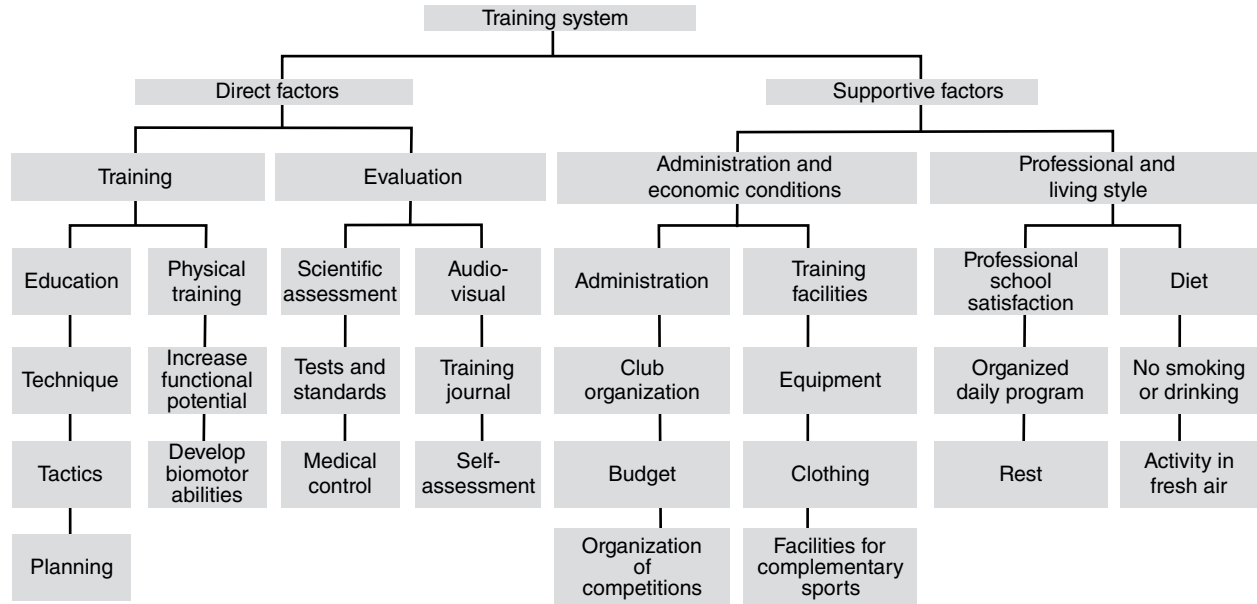 Training system
Direct factors
Supportive factors
Training
Evaluation
Administration and
economic conditions
Professional and
living style
Education
Physical
training
Scientific
assessment
Audio-
visual
Administration
Training
facilities
Professional
school
satisfaction
Diet
Technique
Increase
functional
potential
Tests and
standards
Training
journal
Club
organization
Equipment
Organized
daily program
No smoking
or drinking
Tactics
Develop
biomotor
abilities
Medical
control
Self-
assessment
Budget
Clothing
Rest
Activity in
fresh air
Planning
Organization
of
competitions
Facilities for
complementary
sports